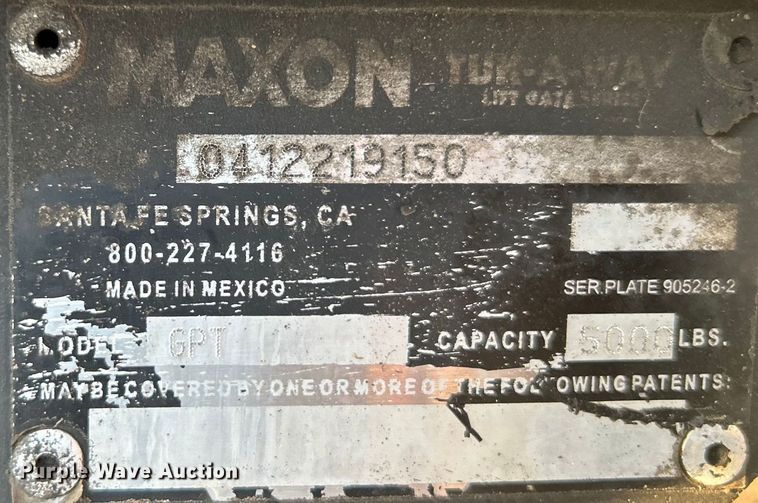 MAXON TUK-A-WAY
LIFT GATE
0412219150
SANTA FE SPRINGS, CA
800-227-4116
MADE IN MEXICO
SER.PLATE 905246-2
MODEL GPT CAPACITY 5000 LBS.
MAY BE COVERED BY ONE OR MORE OF THE FOLLOWING PATENTS:
Purple Wave Auction